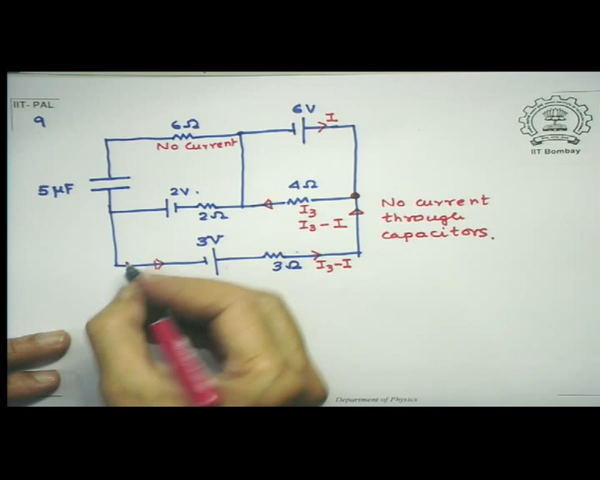 IIT- PAL
9
6V
I
6Ω
No Current
IIT Bombay
5μF
2V.
2Ω
4Ω
I3
I3-I
No current
through
capacitors.
3V
3Ω
I3-I
Department of Physics